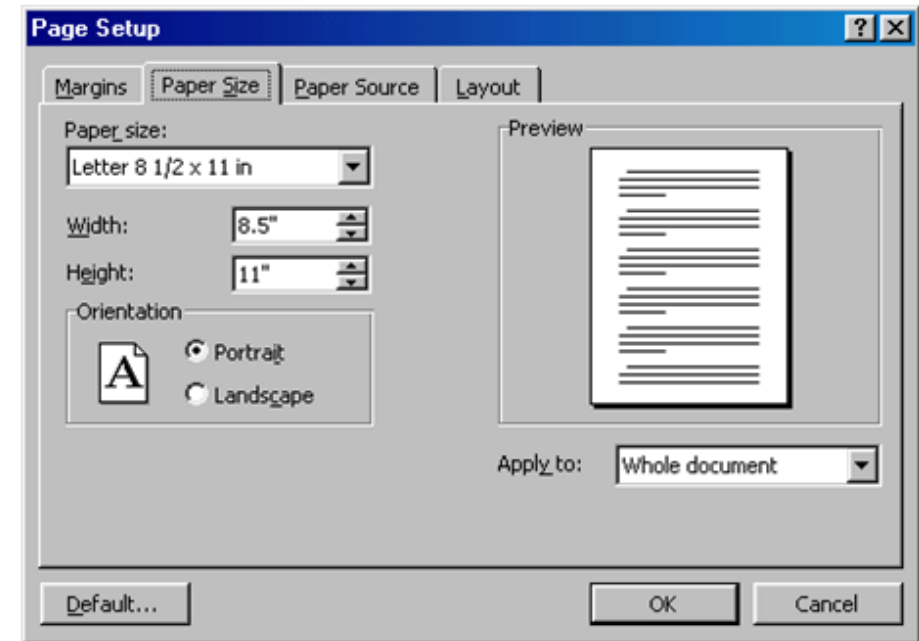 Page Setup
Margins Paper Size Paper Source Layout
Paper size:
Letter 8 1/2 x 11 in
Width: 8.5"
Height: 11"
Orientation
A
Portrait
Landscape
Preview
Apply to: Whole document
Default... OK Cancel